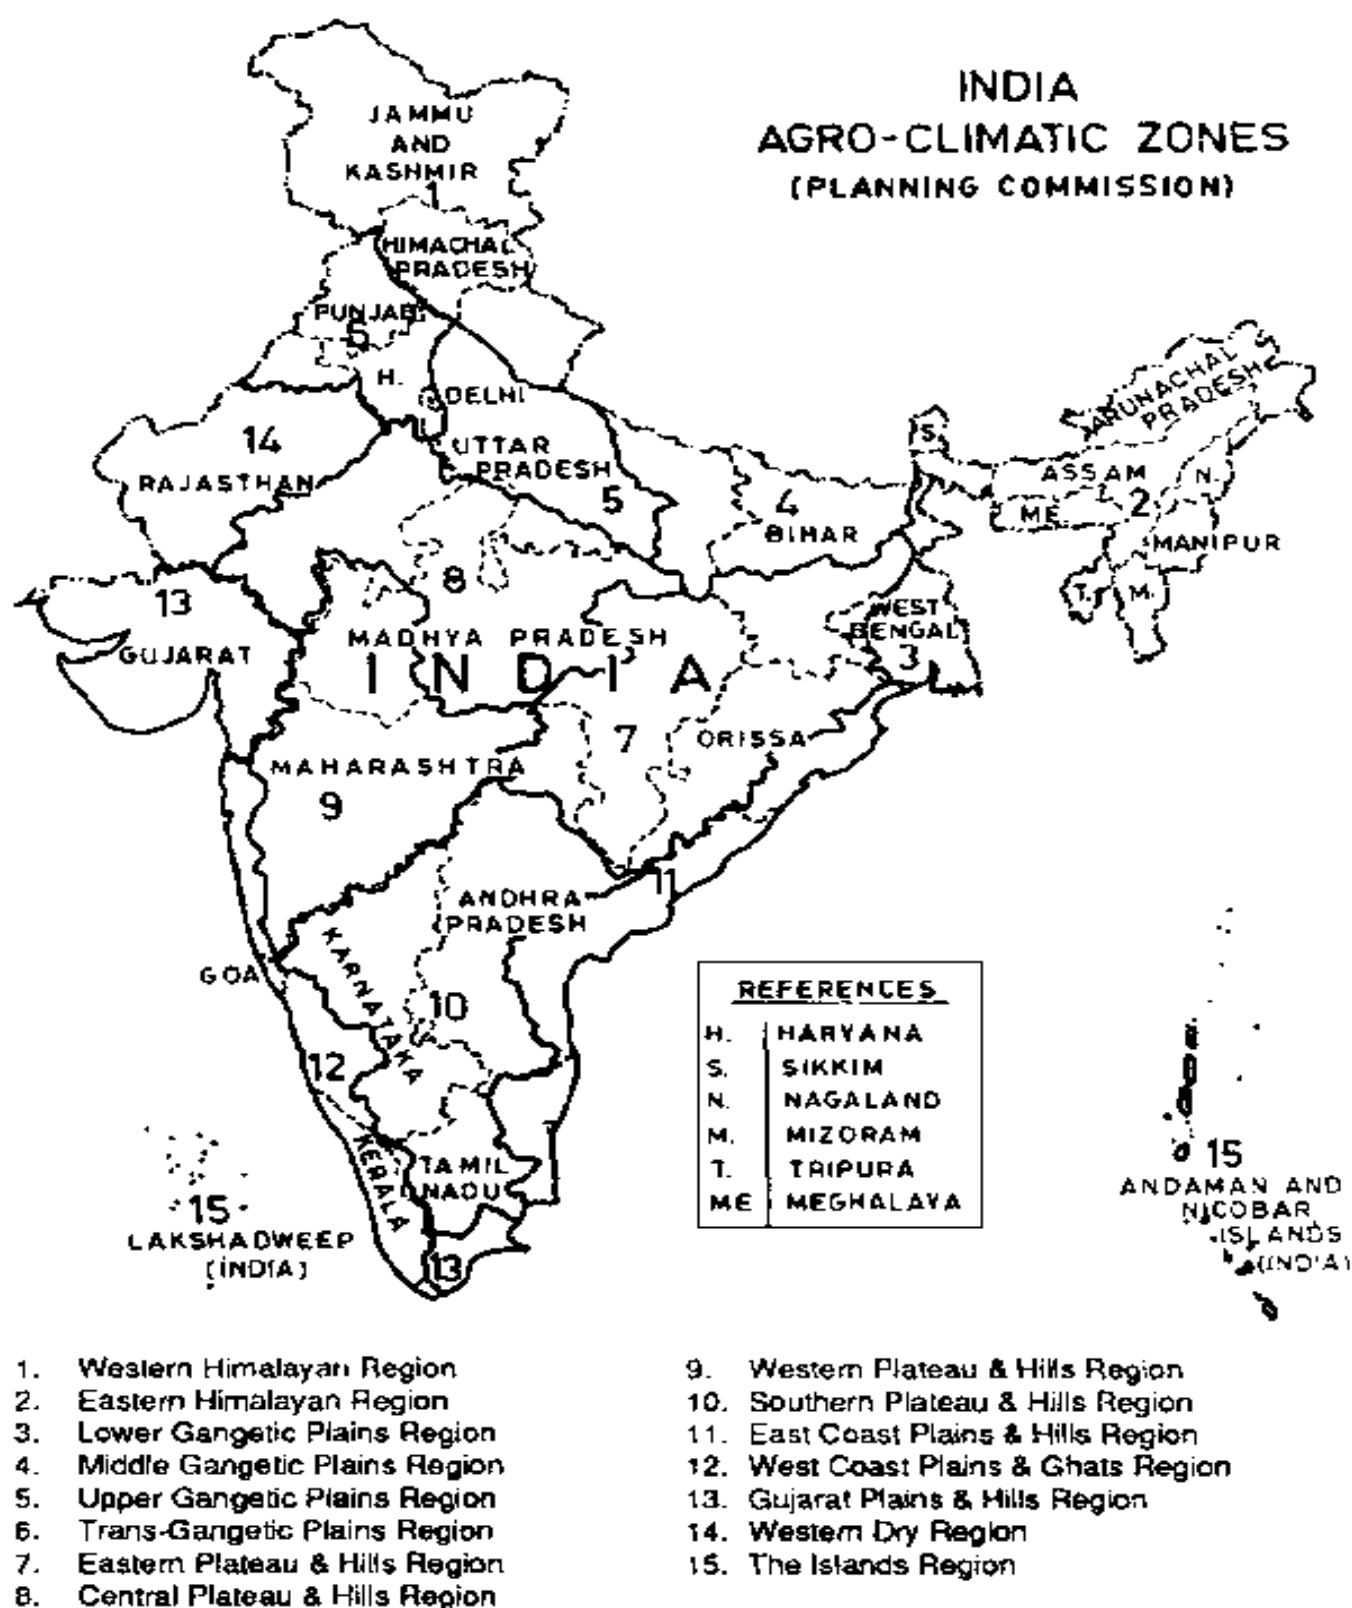 INDIA
AGRO-CLIMATIC ZONES
(PLANNING COMMISSION)
JAMMU
AND
KASHMIR
1
HIMACHAL
PRADESH
PUNJAB
6
H.
DELHI
14
RAJASTHAN
UTTAR
PRADESH
5
4
BIHAR
S.
ARUNACHAL
PRADESH
ASSAM
N.
ME
2
MANIPUR
T.
M.
13
GUJARAT
8
MADHYA PRADESH
INDIA
WEST
BENGAL
3
7
ORISSA
MAHARASHTRA
9
11
ANDHRA
PRADESH
KARNATAKA
GOA
10
12
KERALA
TAMIL
NADU
13
15
LAKSHADWEEP
(INDIA)
15
ANDAMAN AND
NICOBAR
ISLANDS
(INDIA)
REFERENCES
H. HARYANA
S. SIKKIM
N. NAGALAND
M. MIZORAM
T. TRIPURA
ME MEGHALAYA
1. Western Himalayan Region
2. Eastern Himalayan Region
3. Lower Gangetic Plains Region
4. Middle Gangetic Plains Region
5. Upper Gangetic Plains Region
6. Trans-Gangetic Plains Region
7. Eastern Plateau & Hills Region
8. Central Plateau & Hills Region
9. Western Plateau & Hills Region
10. Southern Plateau & Hills Region
11. East Coast Plains & Hills Region
12. West Coast Plains & Ghats Region
13. Gujarat Plains & Hills Region
14. Western Dry Region
15. The Islands Region